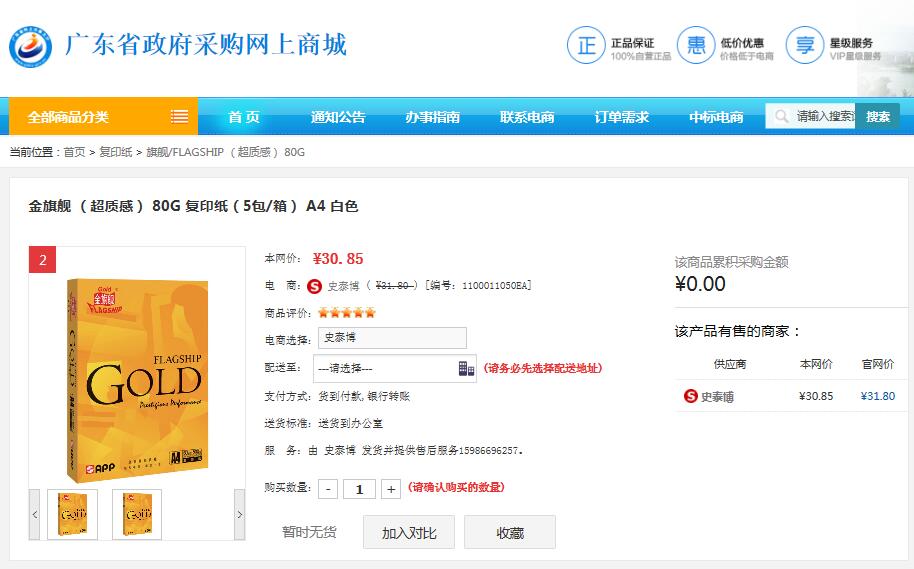 广东省政府采购网上商城
正 正品保证 惠 低价优惠 享 星级服务
100%自营正品 价格低于电商 VIP星级服务
全部商品分类 首页 通知公告 办事指南 联系电商 订单需求 中标电商 请输入搜索 搜索
当前位置：首页 > 复印纸 > 旗舰/FLAGSHIP （超质感）80G
金旗舰 （超质感）80G 复印纸（5包/箱） A4 白色
2
Gold
金旗舰
FLAGSHIP
FLAGSHIP
GOLD
Prestigious Performance
APP
A4
本网价： ¥30.85
电 商： S 史泰博（ ¥31.80 ）[编号：1100011050EA]
商品评价：
电商选择： 史泰博
配送至： ---请选择--- (请务必先选择配送地址)
支付方式：货到付款,银行转账
送货标准：送货到办公室
服 务：由 史泰博 发货并提供售后服务15986696257。
购买数量： - 1 + (请确认购买的数量)
暂时无货 加入对比 收藏
该商品累积采购金额
¥0.00
该产品有售的商家：
供应商 本网价 官网价
S 史泰博 ¥30.85 ¥31.80